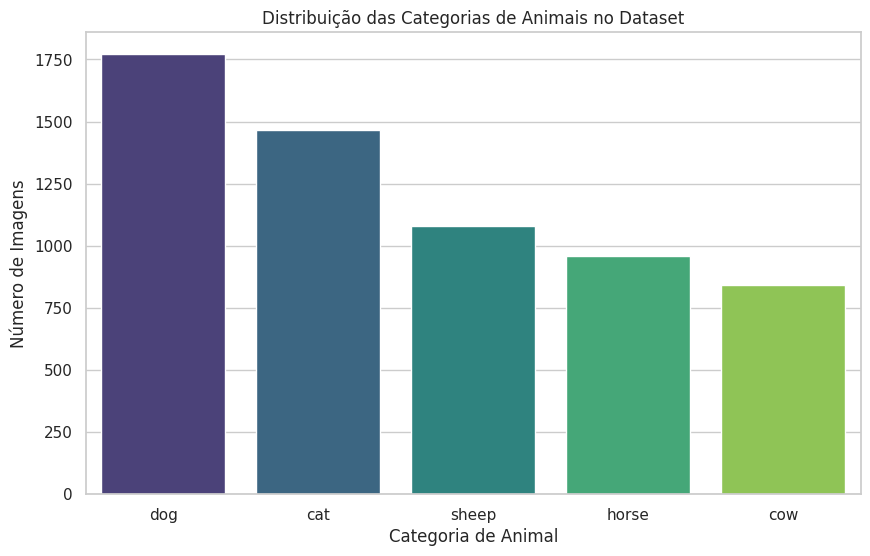 Distribuição das Categorias de Animais no Dataset
Número de Imagens
1750
1500
1250
1000
750
500
250
0
dog cat sheep horse cow
Categoria de Animal